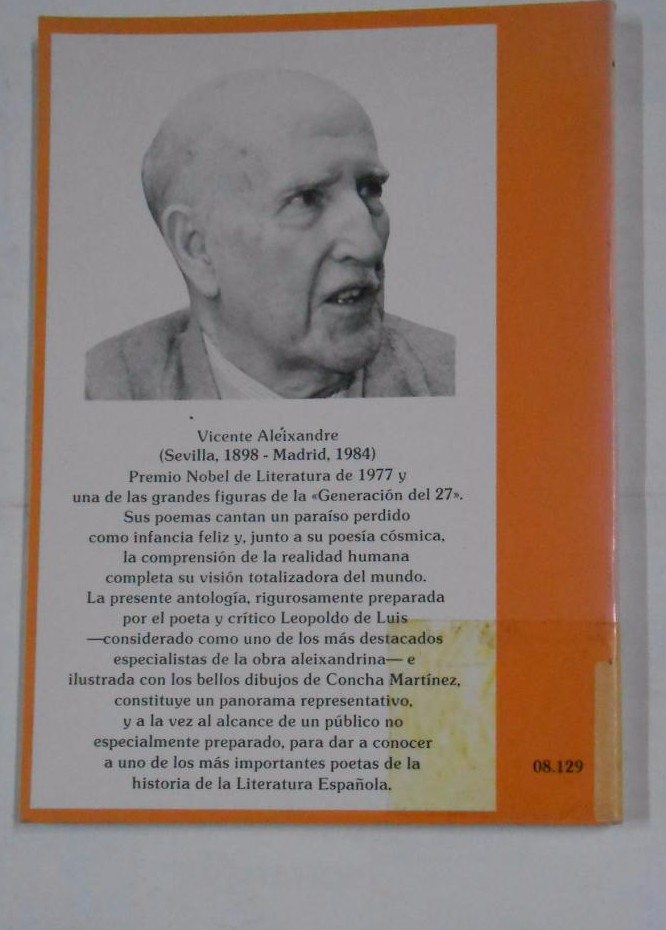 Vicente Aleixandre
(Sevilla, 1898 - Madrid, 1984)
Premio Nobel de Literatura de 1977 y
una de las grandes figuras de la «Generación del 27».
Sus poemas cantan un paraíso perdido
como infancia feliz y, junto a su poesía cósmica,
la comprensión de la realidad humana
completa su visión totalizadora del mundo.
La presente antología, rigurosamente preparada
por el poeta y crítico Leopoldo de Luis
—considerado como uno de los más destacados
especialistas de la obra aleixandrina— e
ilustrada con los bellos dibujos de Concha Martínez,
constituye un panorama representativo,
y a la vez al alcance de un público no
especialmente preparado, para dar a conocer
a uno de los más importantes poetas de la
historia de la Literatura Española.
08.129